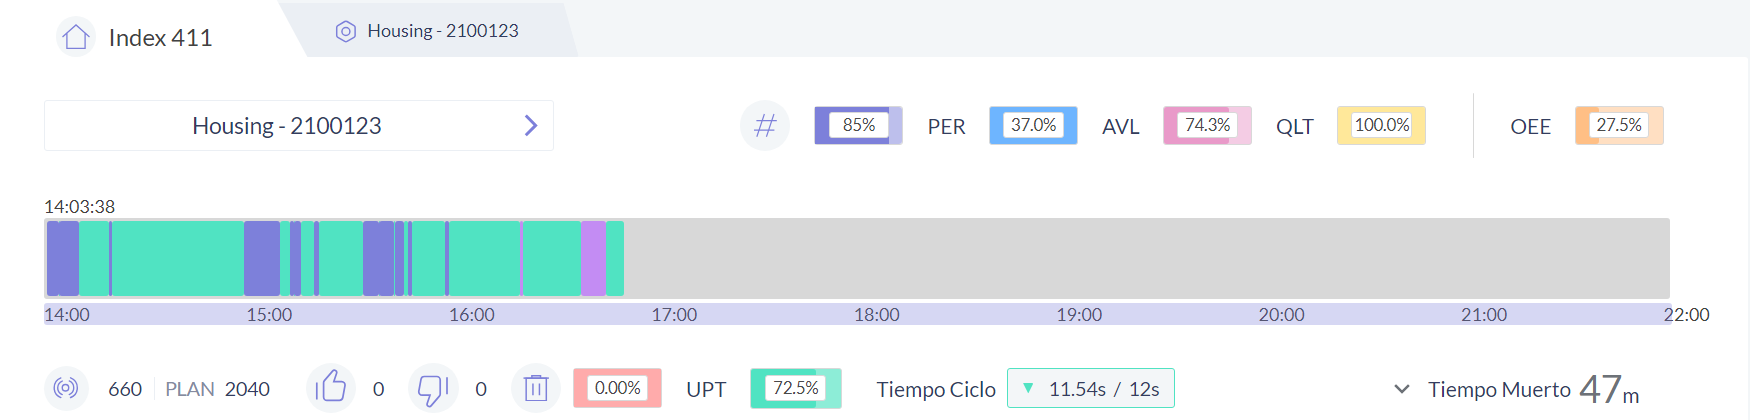 Index 411
Housing - 2100123
Housing - 2100123
# 85% PER 37.0% AVL 74.3% QLT 100.0% OEE 27.5%
14:03:38
14:00 15:00 16:00 17:00 18:00 19:00 20:00 21:00 22:00
660 PLAN 2040 0 0 0.00% UPT 72.5% Tiempo Ciclo ▼ 11.54s / 12s Tiempo Muerto 47m